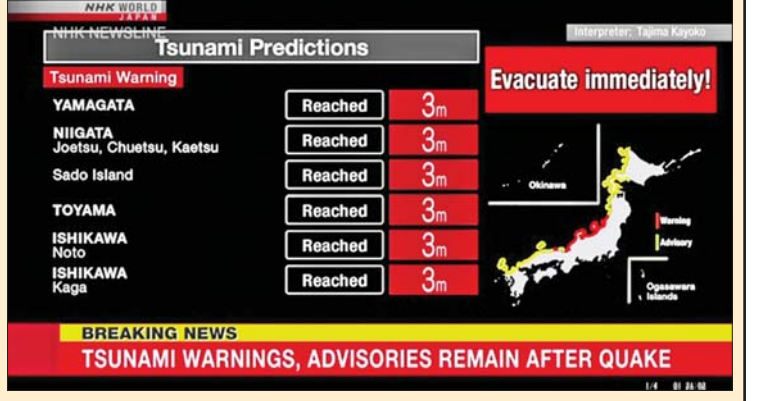 NHK WORLD
JAPAN
NHK NEWSLINE
Interpreter: Tajima Kayoko
Tsunami Predictions
Tsunami Warning
Evacuate immediately!
YAMAGATA Reached 3m
NIIGATA
Joetsu, Chuetsu, Kaetsu Reached 3m
Sado Island Reached 3m
TOYAMA Reached 3m
ISHIKAWA
Noto Reached 3m
ISHIKAWA
Kaga Reached 3m
Okinawa
Warning
Advisory
Ogasawara
Islands
BREAKING NEWS
TSUNAMI WARNINGS, ADVISORIES REMAIN AFTER QUAKE
1/4